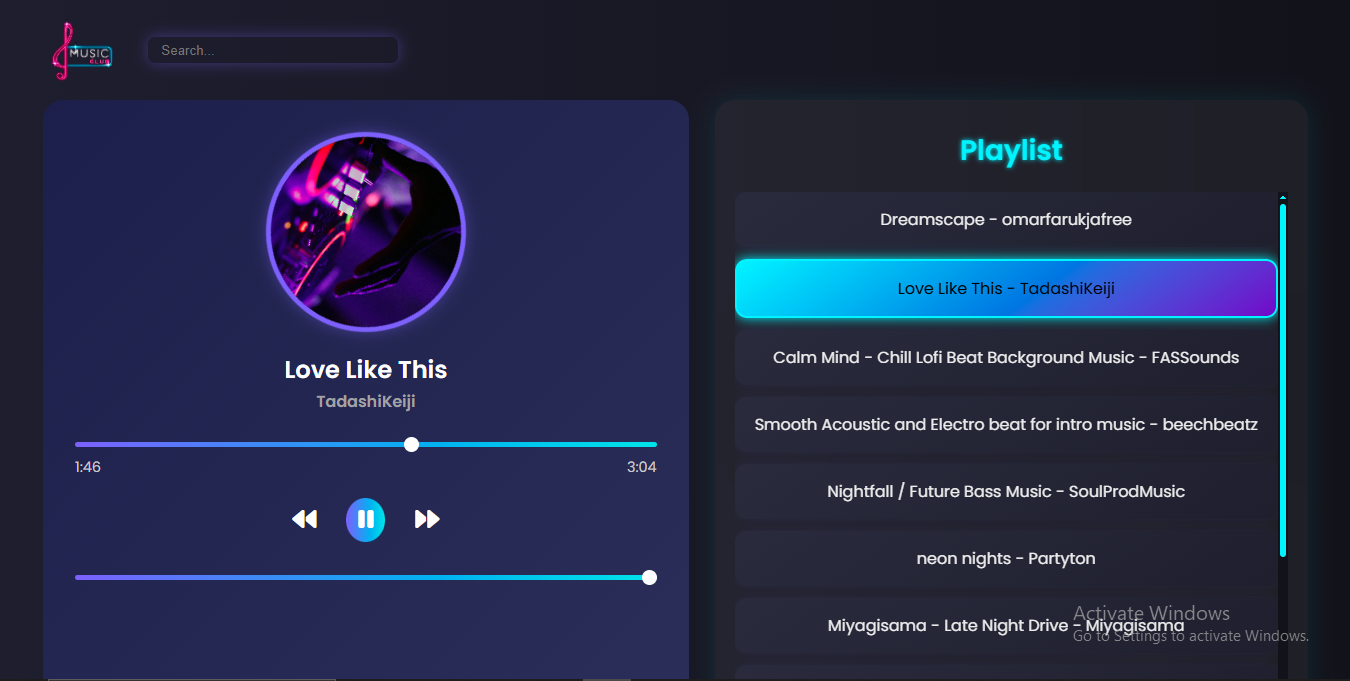 MUSIC
CLUB
Search...
Love Like This
TadashiKeiji
1:46
3:04
Playlist
Dreamscape - omarfarukjafree
Love Like This - TadashiKeiji
Calm Mind - Chill Lofi Beat Background Music - FASSounds
Smooth Acoustic and Electro beat for intro music - beechbeatz
Nightfall / Future Bass Music - SoulProdMusic
neon nights - Partyton
Miyagisama - Late Night Drive - Miyagisama
Activate Windows
Go to Settings to activate Windows.